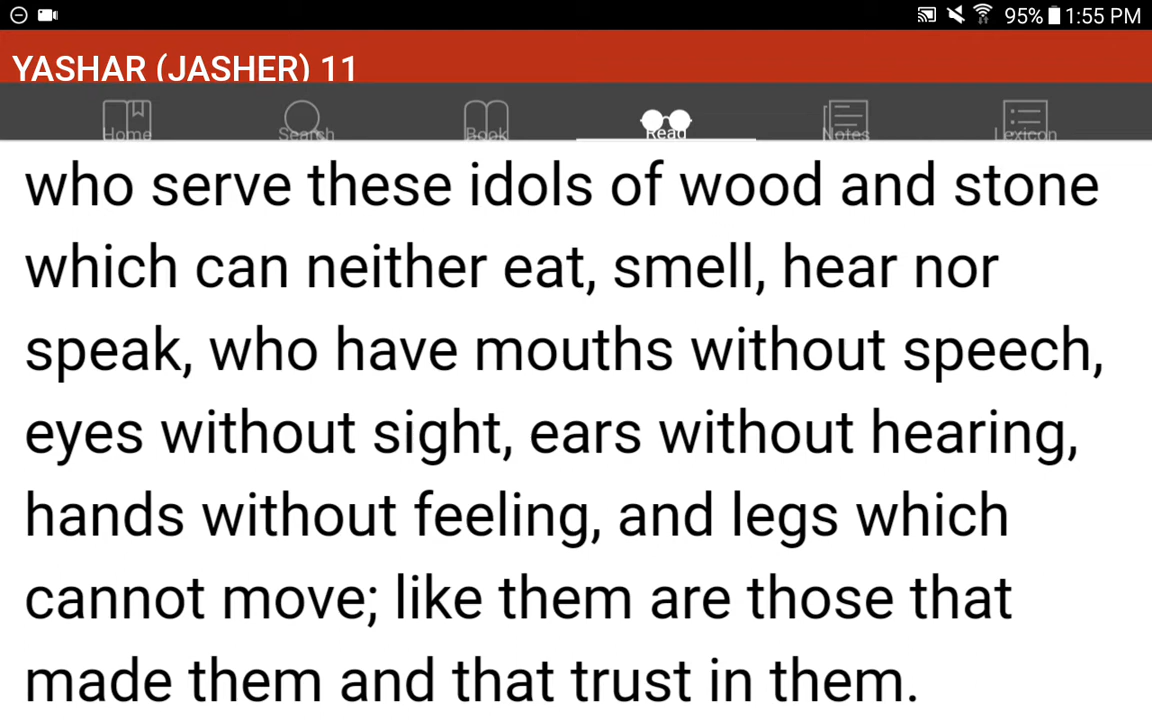 95% 1:55 PM
YASHAR (JASHER) 11
Home Search Book Read Notes Lexicon
who serve these idols of wood and stone
which can neither eat, smell, hear nor
speak, who have mouths without speech,
eyes without sight, ears without hearing,
hands without feeling, and legs which
cannot move; like them are those that
made them and that trust in them.